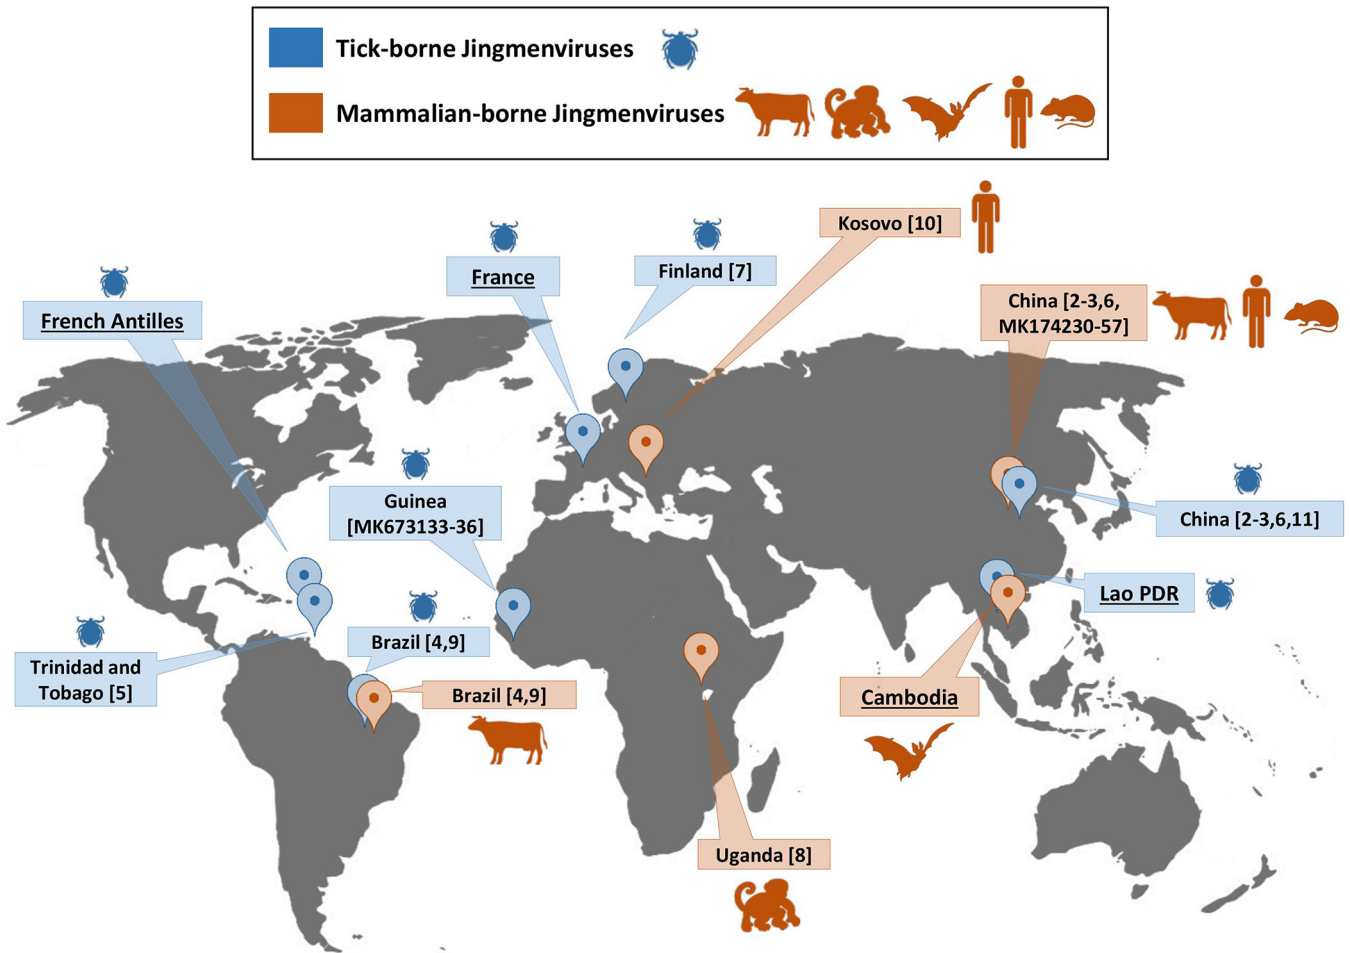 Tick-borne Jingmenviruses
Mammalian-borne Jingmenviruses
Kosovo [10]
France
Finland [7]
French Antilles
China [2-3,6,
MK174230-57]
Guinea
[MK673133-36]
China [2-3,6,11]
Lao PDR
Brazil [4,9]
Trinidad and
Tobago [5]
Brazil [4,9]
Cambodia
Uganda [8]